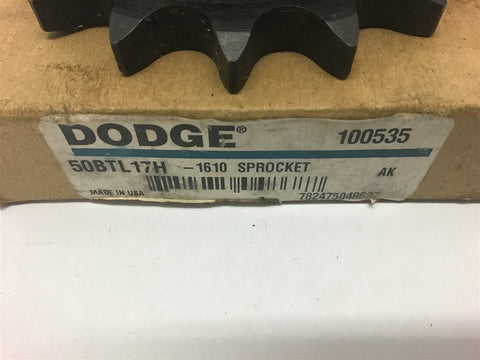 DODGE® 100535
50BTL17H -1610 SPROCKET
MADE IN USA AK